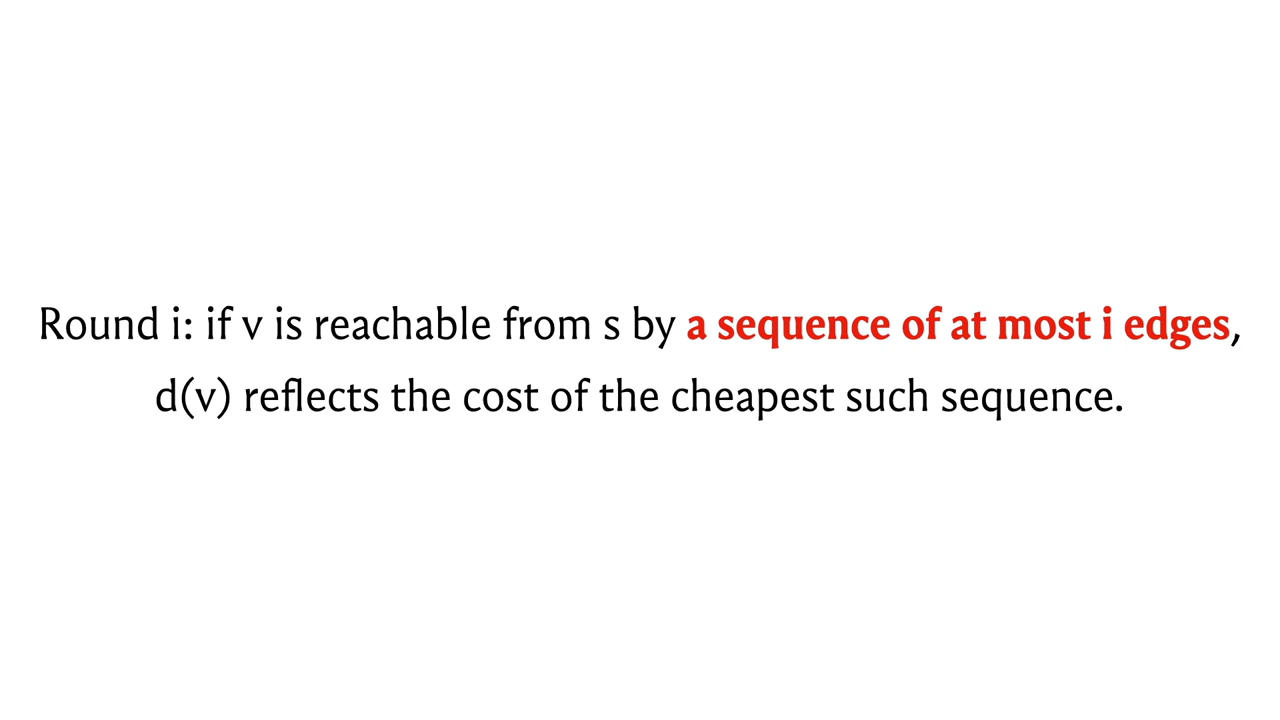 Round i: if v is reachable from s by a sequence of at most i edges,
d(v) reflects the cost of the cheapest such sequence.